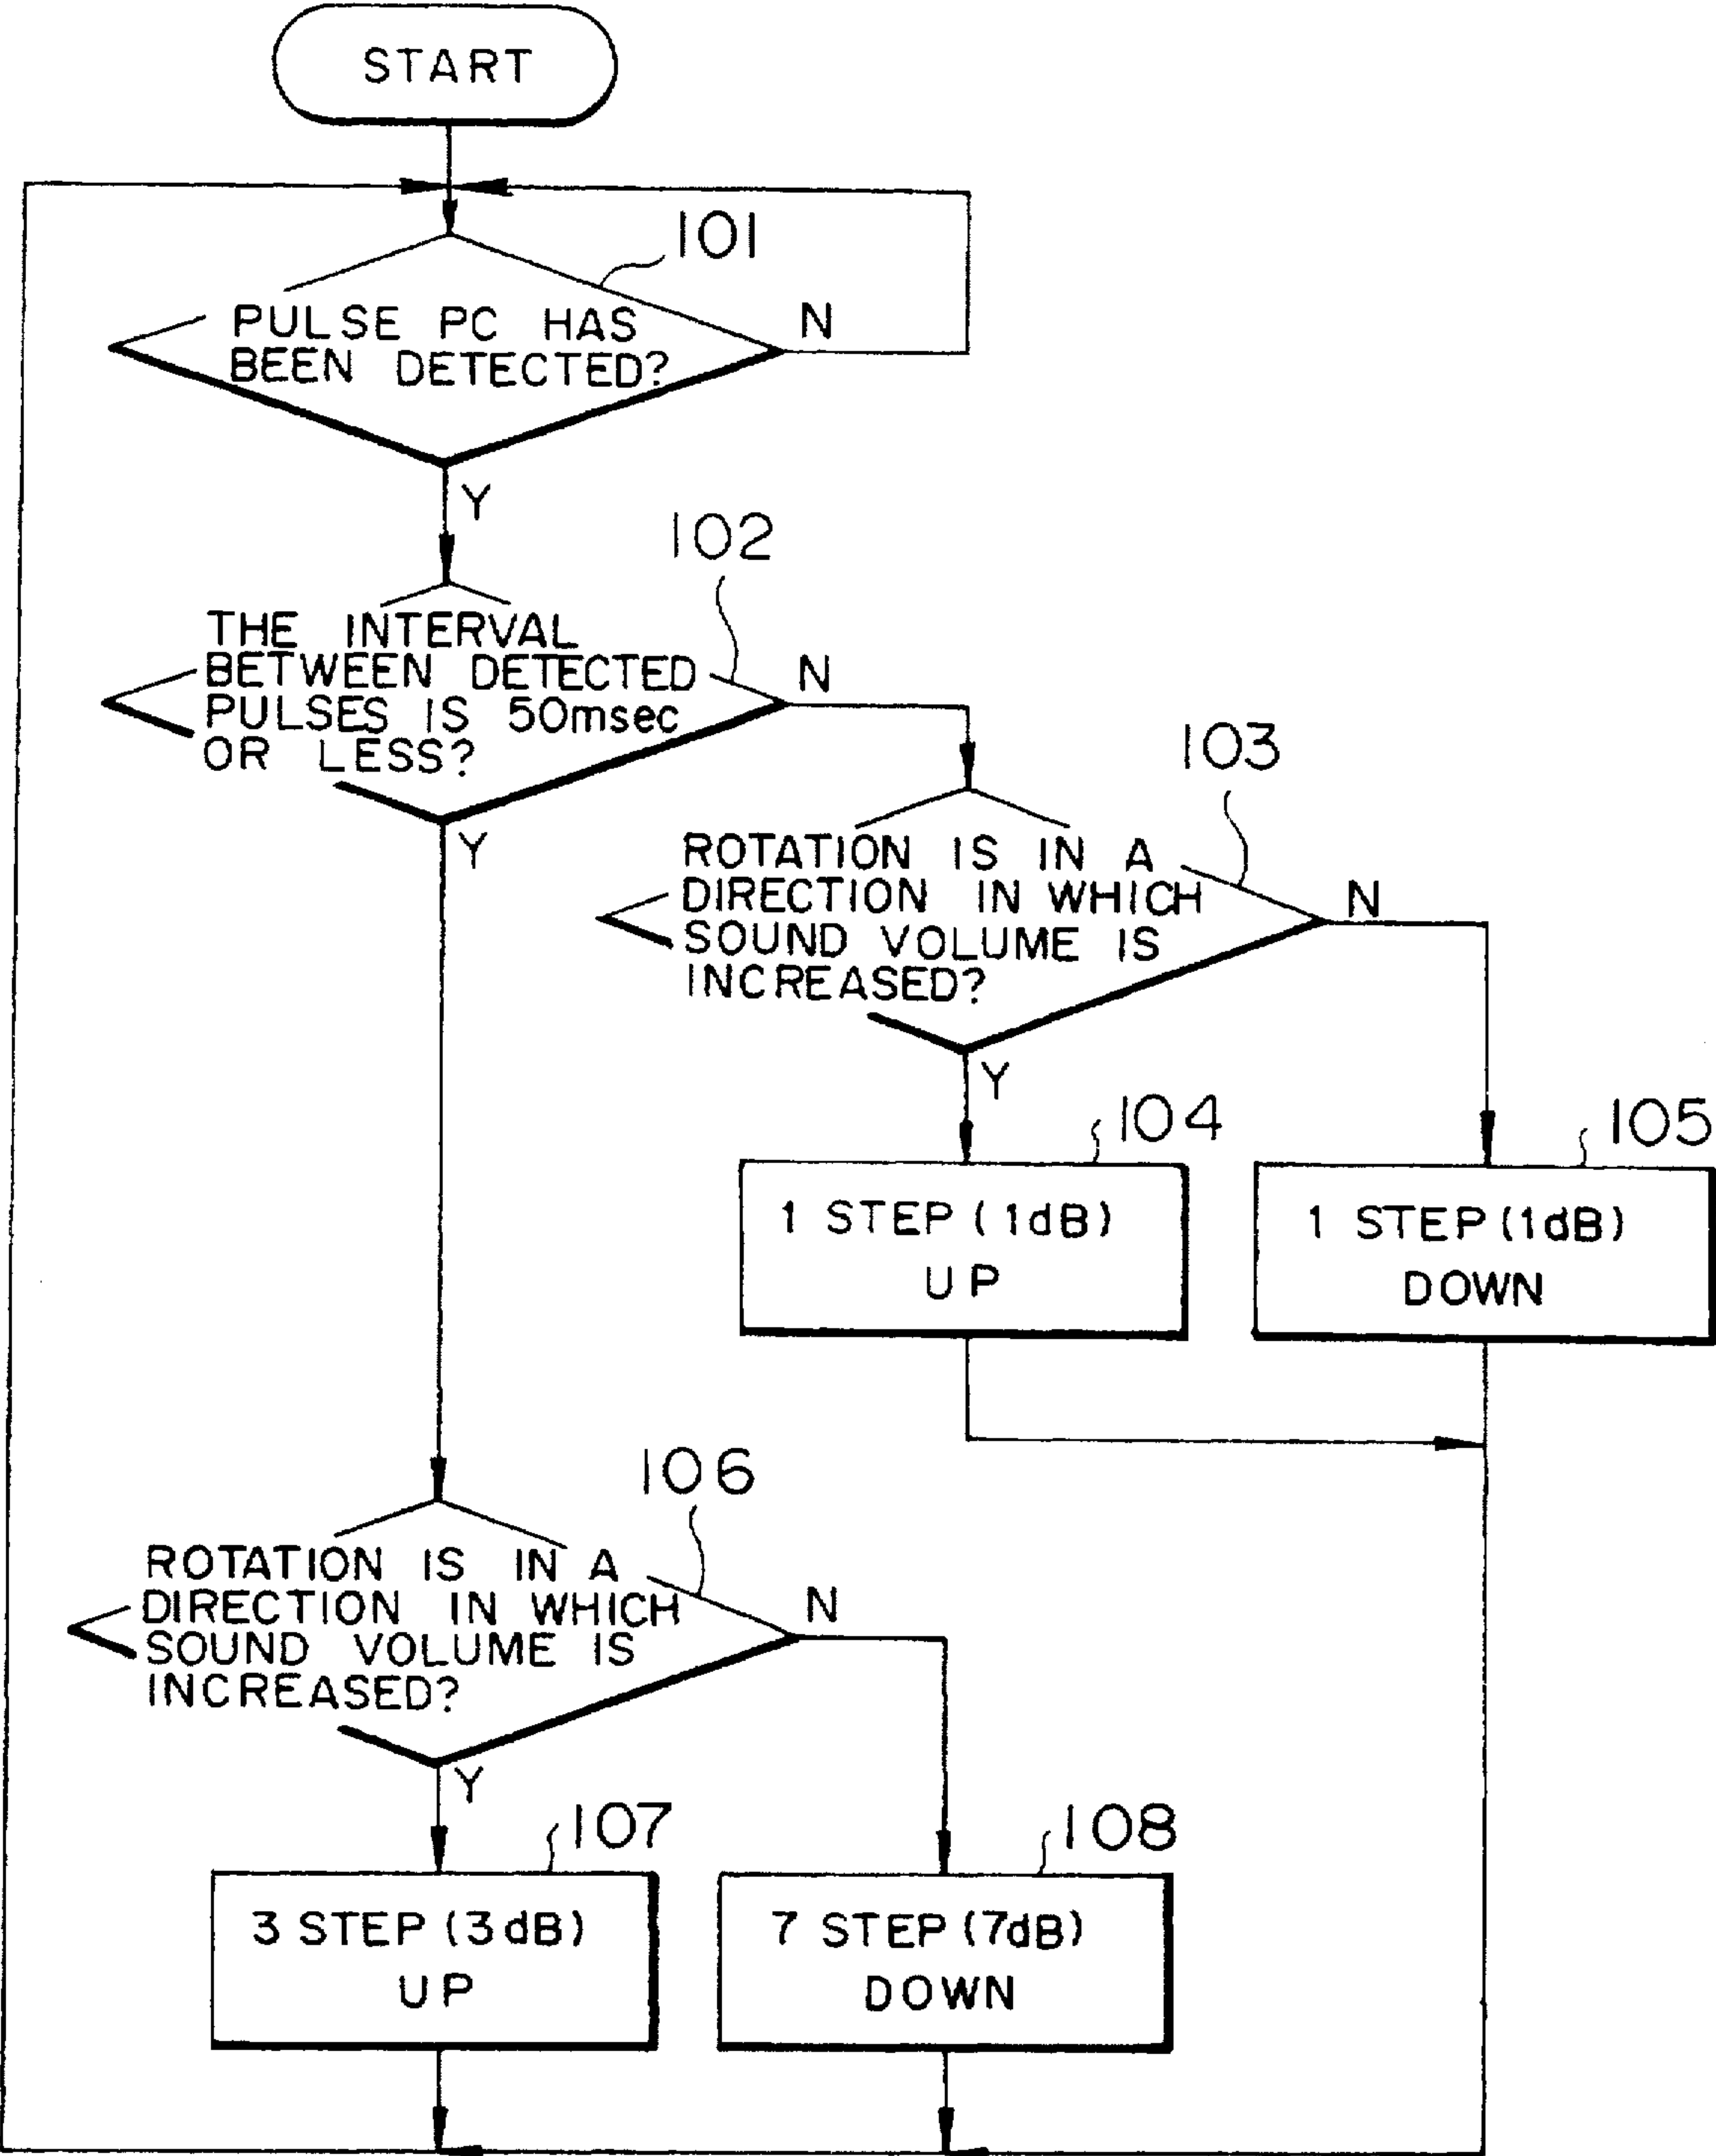 START
101
PULSE PC HAS
BEEN DETECTED?
N
Y
102
THE INTERVAL
BETWEEN DETECTED
PULSES IS 50msec
OR LESS?
N
Y
103
ROTATION IS IN A
DIRECTION IN WHICH
SOUND VOLUME IS
INCREASED?
N
Y
104
1 STEP (1dB)
UP
105
1 STEP (1dB)
DOWN
106
ROTATION IS IN A
DIRECTION IN WHICH
SOUND VOLUME IS
INCREASED?
N
Y
107
3 STEP (3dB)
UP
108
7 STEP (7dB)
DOWN